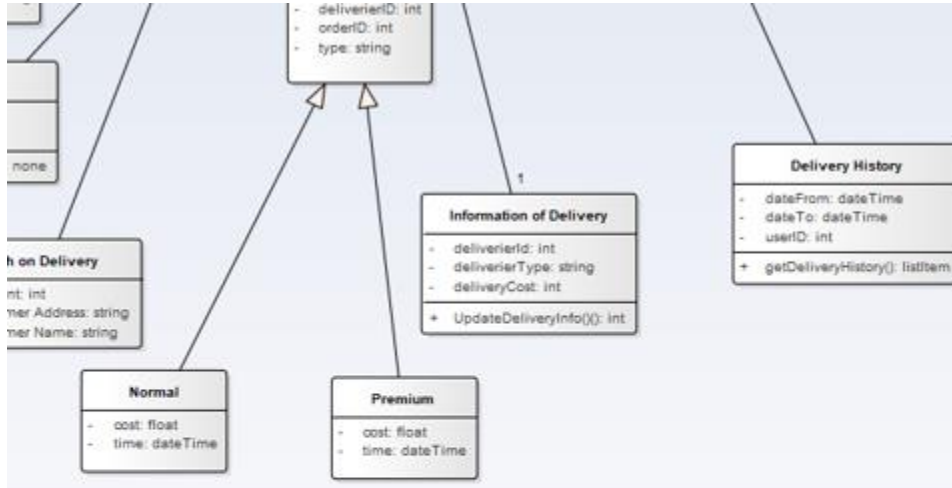 - deliverierID: int
- orderID: int
- type: string
none
1
Information of Delivery
- deliverierId: int
- deliverierType: string
- deliveryCost: int
+ UpdateDeliveryInfo()(): int
Delivery History
- dateFrom: dateTime
- dateTo: dateTime
- userID: int
+ getDeliveryHistory(): listItem
h on Delivery
nt: int
mer Address: string
mer Name: string
Normal
- cost: float
- time: dateTime
Premium
- cost: float
- time: dateTime